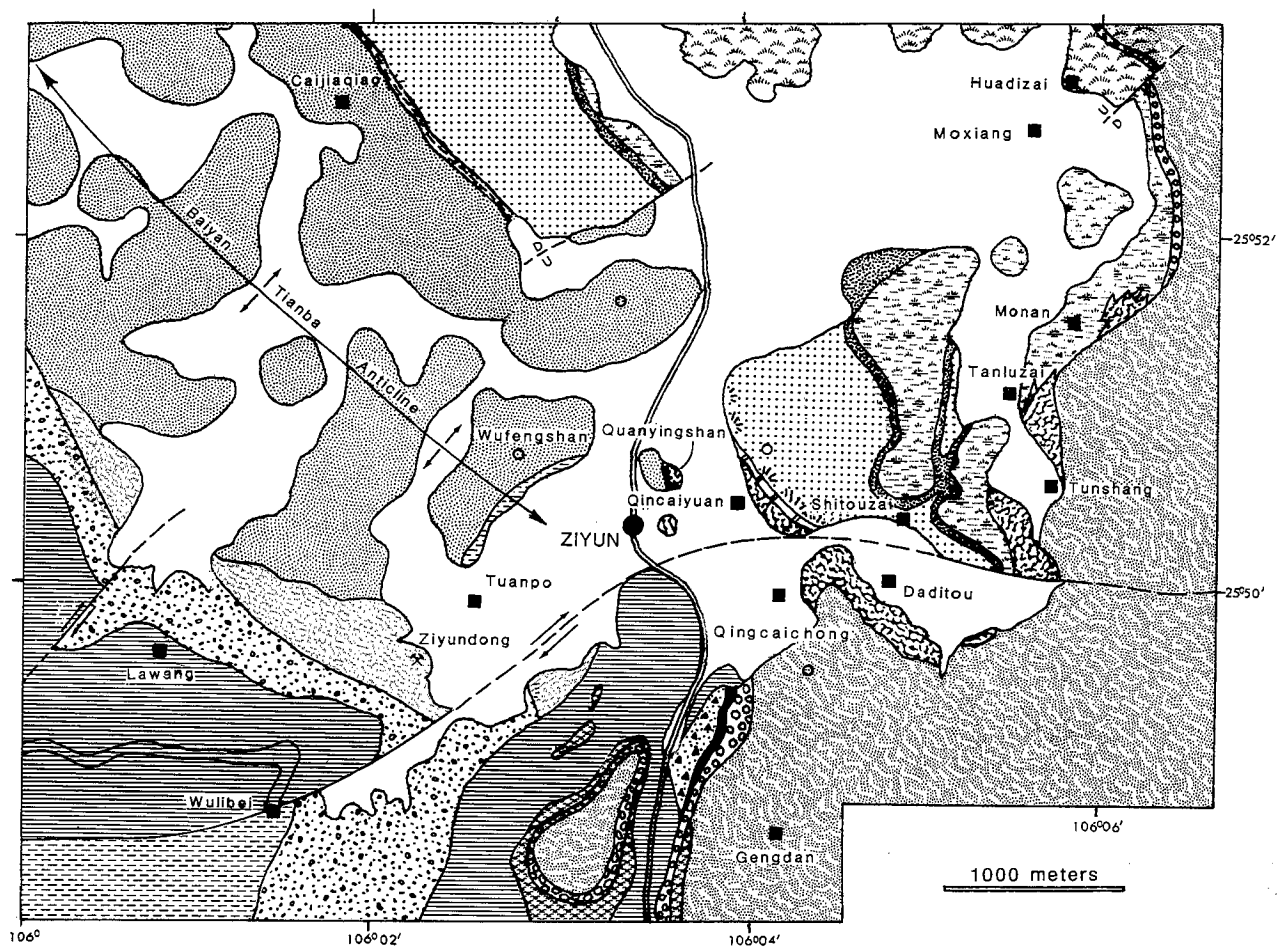 Caijiaqiao
Huadizai
U
D
Moxiang
Baiyan
D
U
25°52'
Tianba
Monan
Anticline
Tanluzai
Wufengshan
Quanyingshan
Qincaiyuan
Shitouzai
Tunshang
ZIYUN
Tuanpo
Daditou
25°50'
Ziyundong
Qingcaichong
Lawang
Wulibei
106°06'
Gengdan
1000 meters
106°
106°02'
106°04'